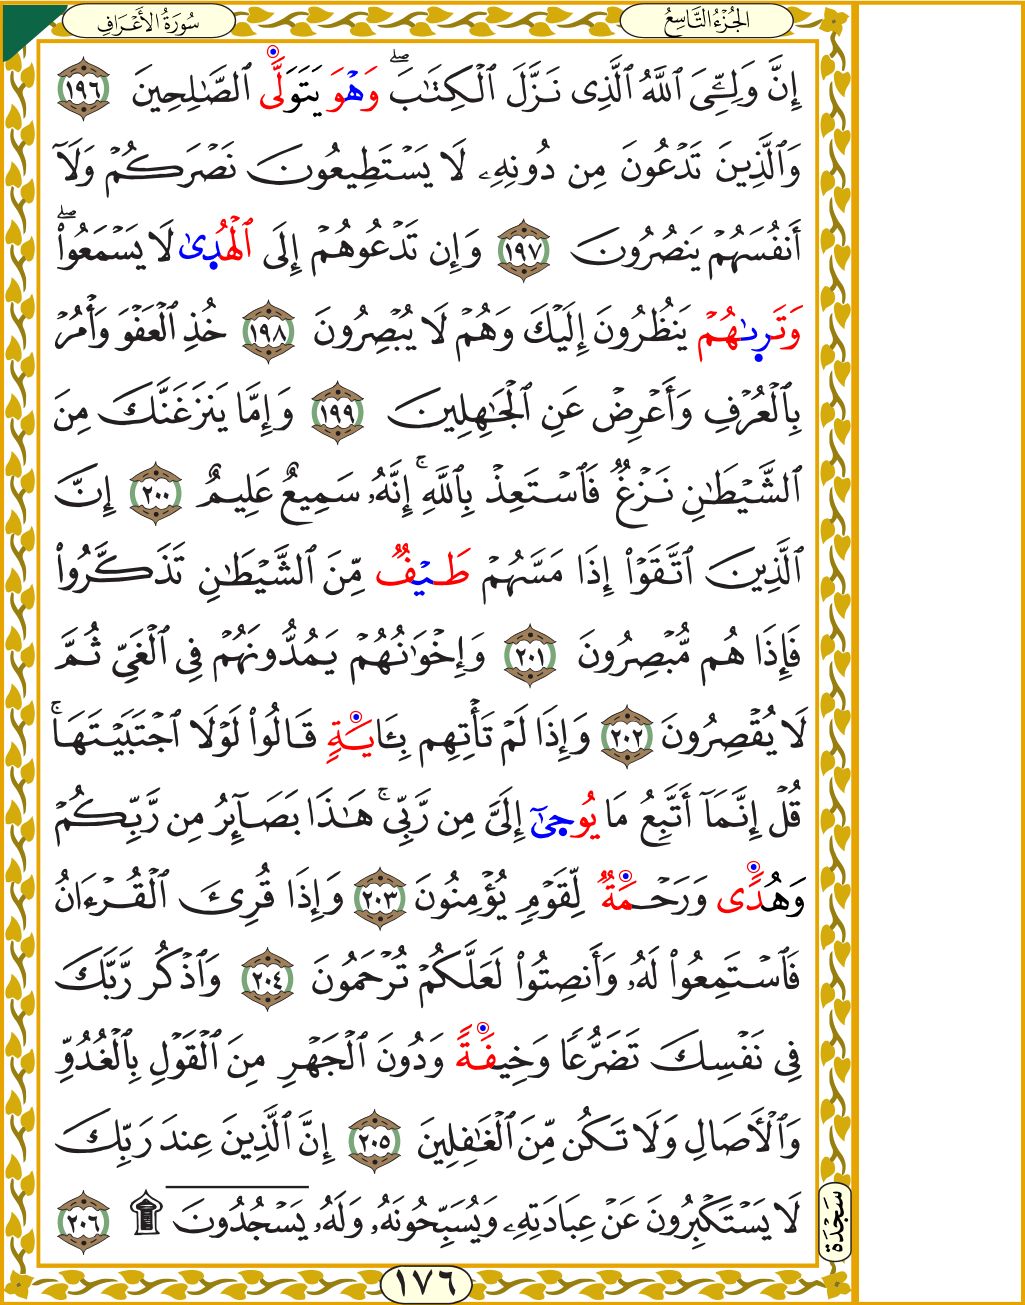 الجُزْءُ التَّاسِعُ
سُورَةُ الأَعْرَافِ
إِنَّ وَلِـِّۧيَ ٱللَّهُ ٱلَّذِى نَزَّلَ ٱلْكِتَٰبَ ۖ وَهْوَ يَتَوَلَّى ٱلصَّٰلِحِينَ ١٩٦
وَٱلَّذِينَ تَدْعُونَ مِن دُونِهِۦ لَا يَسْتَطِيعُونَ نَصْرَكُمْ وَلَآ
أَنفُسَهُمْ يَنصُرُونَ ١٩٧ وَإِن تَدْعُوهُمْ إِلَى ٱلْهُدىٰ لَا يَسْمَعُوا۟ ۖ
وَتَرىٰهُمْ يَنظُرُونَ إِلَيْكَ وَهُمْ لَا يُبْصِرُونَ ١٩٨ خُذِ ٱلْعَفْوَ وَأْمُرْ
بِٱلْعُرْفِ وَأَعْرِضْ عَنِ ٱلْجَٰهِلِينَ ١٩٩ وَإِمَّا يَنزَغَنَّكَ مِنَ
ٱلشَّيْطَٰنِ نَزْغٌ فَٱسْتَعِذْ بِٱللَّهِ ۚ إِنَّهُۥ سَمِيعٌ عَلِيمٌ ٢٠٠ إِنَّ
ٱلَّذِينَ ٱتَّقَوْا۟ إِذَا مَسَّهُمْ طَيْفٌ مِّنَ ٱلشَّيْطَٰنِ تَذَكَّرُوا۟
فَإِذَا هُم مُّبْصِرُونَ ٢٠١ وَإِخْوَٰنُهُمْ يَمُدُّونَهُمْ فِى ٱلْغَىِّ ثُمَّ
لَا يُقْصِرُونَ ٢٠٢ وَإِذَا لَمْ تَأْتِهِم بِـَٔايَةٍ قَالُوا۟ لَوْلَا ٱجْتَبَيْتَهَا ۚ
قُلْ إِنَّمَآ أَتَّبِعُ مَا يُوحىٰٓ إِلَىَّ مِن رَّبِّى ۚ هَٰذَا بَصَآئِرُ مِن رَّبِّكُمْ
وَهُدًى وَرَحْمَةٌ لِّقَوْمٍ يُؤْمِنُونَ ٢٠٣ وَإِذَا قُرِئَ ٱلْقُرْءَانُ
فَٱسْتَمِعُوا۟ لَهُۥ وَأَنصِتُوا۟ لَعَلَّكُمْ تُرْحَمُونَ ٢٠٤ وَٱذْكُر رَّبَّكَ
فِى نَفْسِكَ تَضَرُّعًا وَخِيفَةً وَدُونَ ٱلْجَهْرِ مِنَ ٱلْقَوْلِ بِٱلْغُدُوِّ
وَٱلْأَصَالِ وَلَا تَكُن مِّنَ ٱلْغَٰفِلِينَ ٢٠٥ إِنَّ ٱلَّذِينَ عِندَ رَبِّكَ
لَا يَسْتَكْبِرُونَ عَنْ عِبَادَتِهِۦ وَيُسَبِّحُونَهُۥ وَلَهُۥ يَسْجُدُونَ ۩ ٢٠٦
سَجْدَة
١٧٦